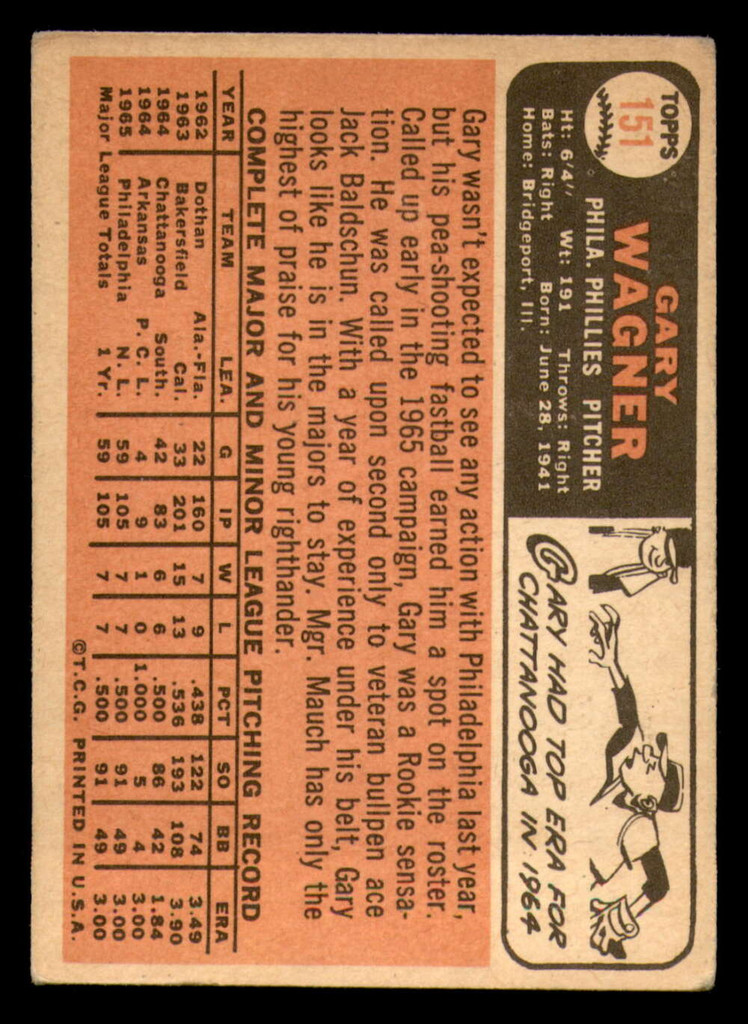 TOPPS
151
GARY
WAGNER
PHILA. PHILLIES PITCHER
Ht: 6'4" Wt: 191 Throws: Right
Bats: Right Born: June 28, 1941
Home: Bridgeport, Ill.
GARY HAD TOP ERA FOR
CHATTANOOGA IN 1964
Gary wasn't expected to see any action with Philadelphia last year,
but his pea-shooting fastball earned him a spot on the roster.
Called up early in the 1965 campaign, Gary was a Rookie sensa-
tion. He was called upon second only to veteran bullpen ace
Jack Baldschun. With a year of experience under his belt, Gary
looks like he is in the majors to stay. Mgr. Mauch has only the
highest of praise for his young righthander.
COMPLETE MAJOR AND MINOR LEAGUE PITCHING RECORD
YEAR TEAM LEA. G IP W L PCT SO BB ERA
1962 Dothan Ala.-Fla. 22 160 7 9 .438 122 74 3.49
1963 Bakersfield Cal. 33 201 15 13 .536 193 108 3.90
1964 Chattanooga South. 42 83 6 6 .500 86 42 1.84
1964 Arkansas P. C. L. 4 9 1 0 1.000 5 4 3.00
1965 Philadelphia N. L. 59 105 7 7 .500 91 49 3.00
Major League Totals 1 Yr. 59 105 7 7 .500 91 49 3.00
©T.C.G. PRINTED IN U.S.A.